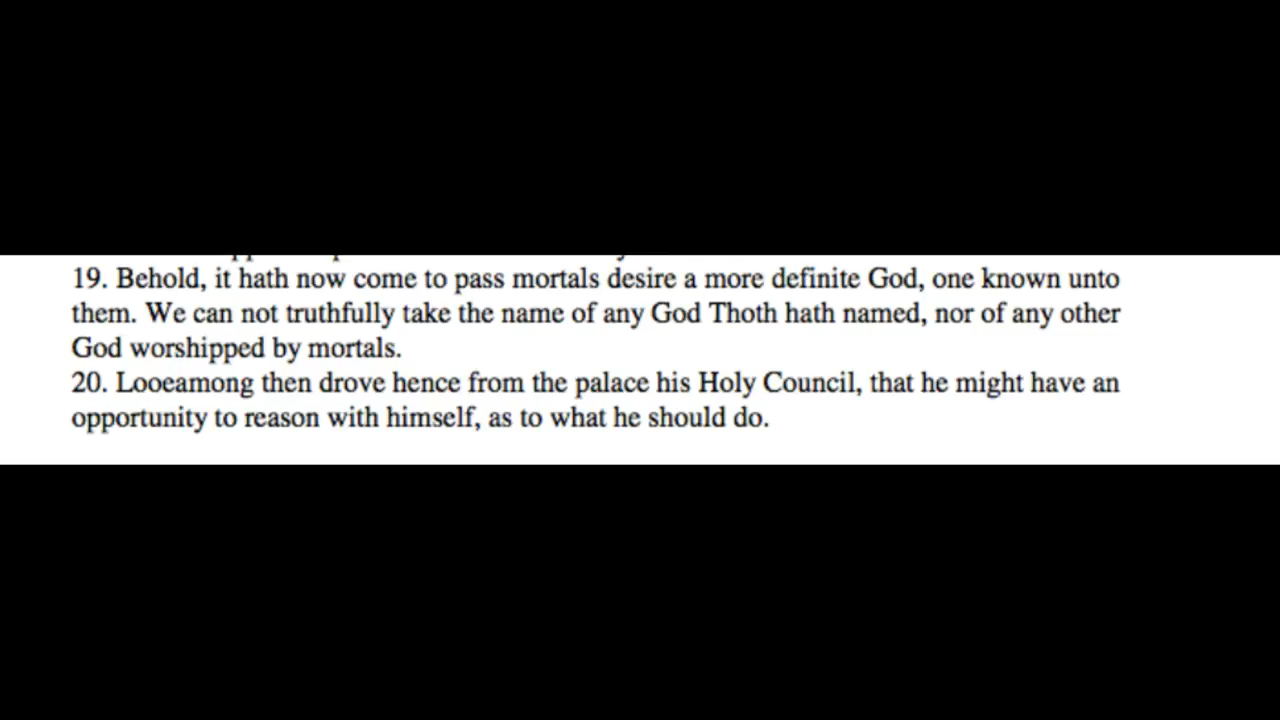 19. Behold, it hath now come to pass mortals desire a more definite God, one known unto
them. We can not truthfully take the name of any God Thoth hath named, nor of any other
God worshipped by mortals.
20. Looeamong then drove hence from the palace his Holy Council, that he might have an
opportunity to reason with himself, as to what he should do.